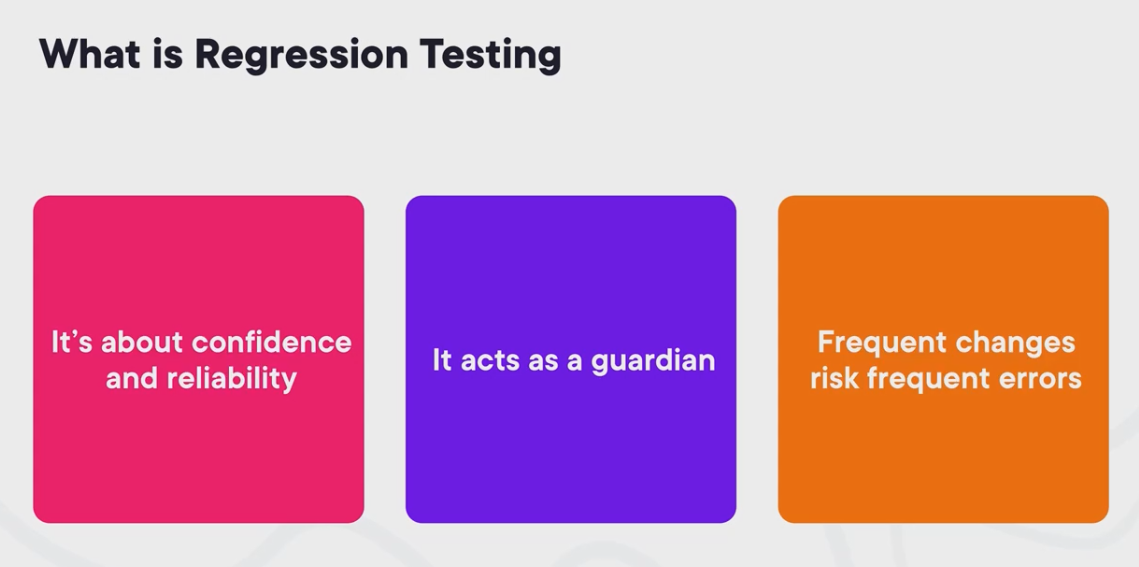 What is Regression Testing
It’s about confidence
and reliability
It acts as a guardian
Frequent changes
risk frequent errors